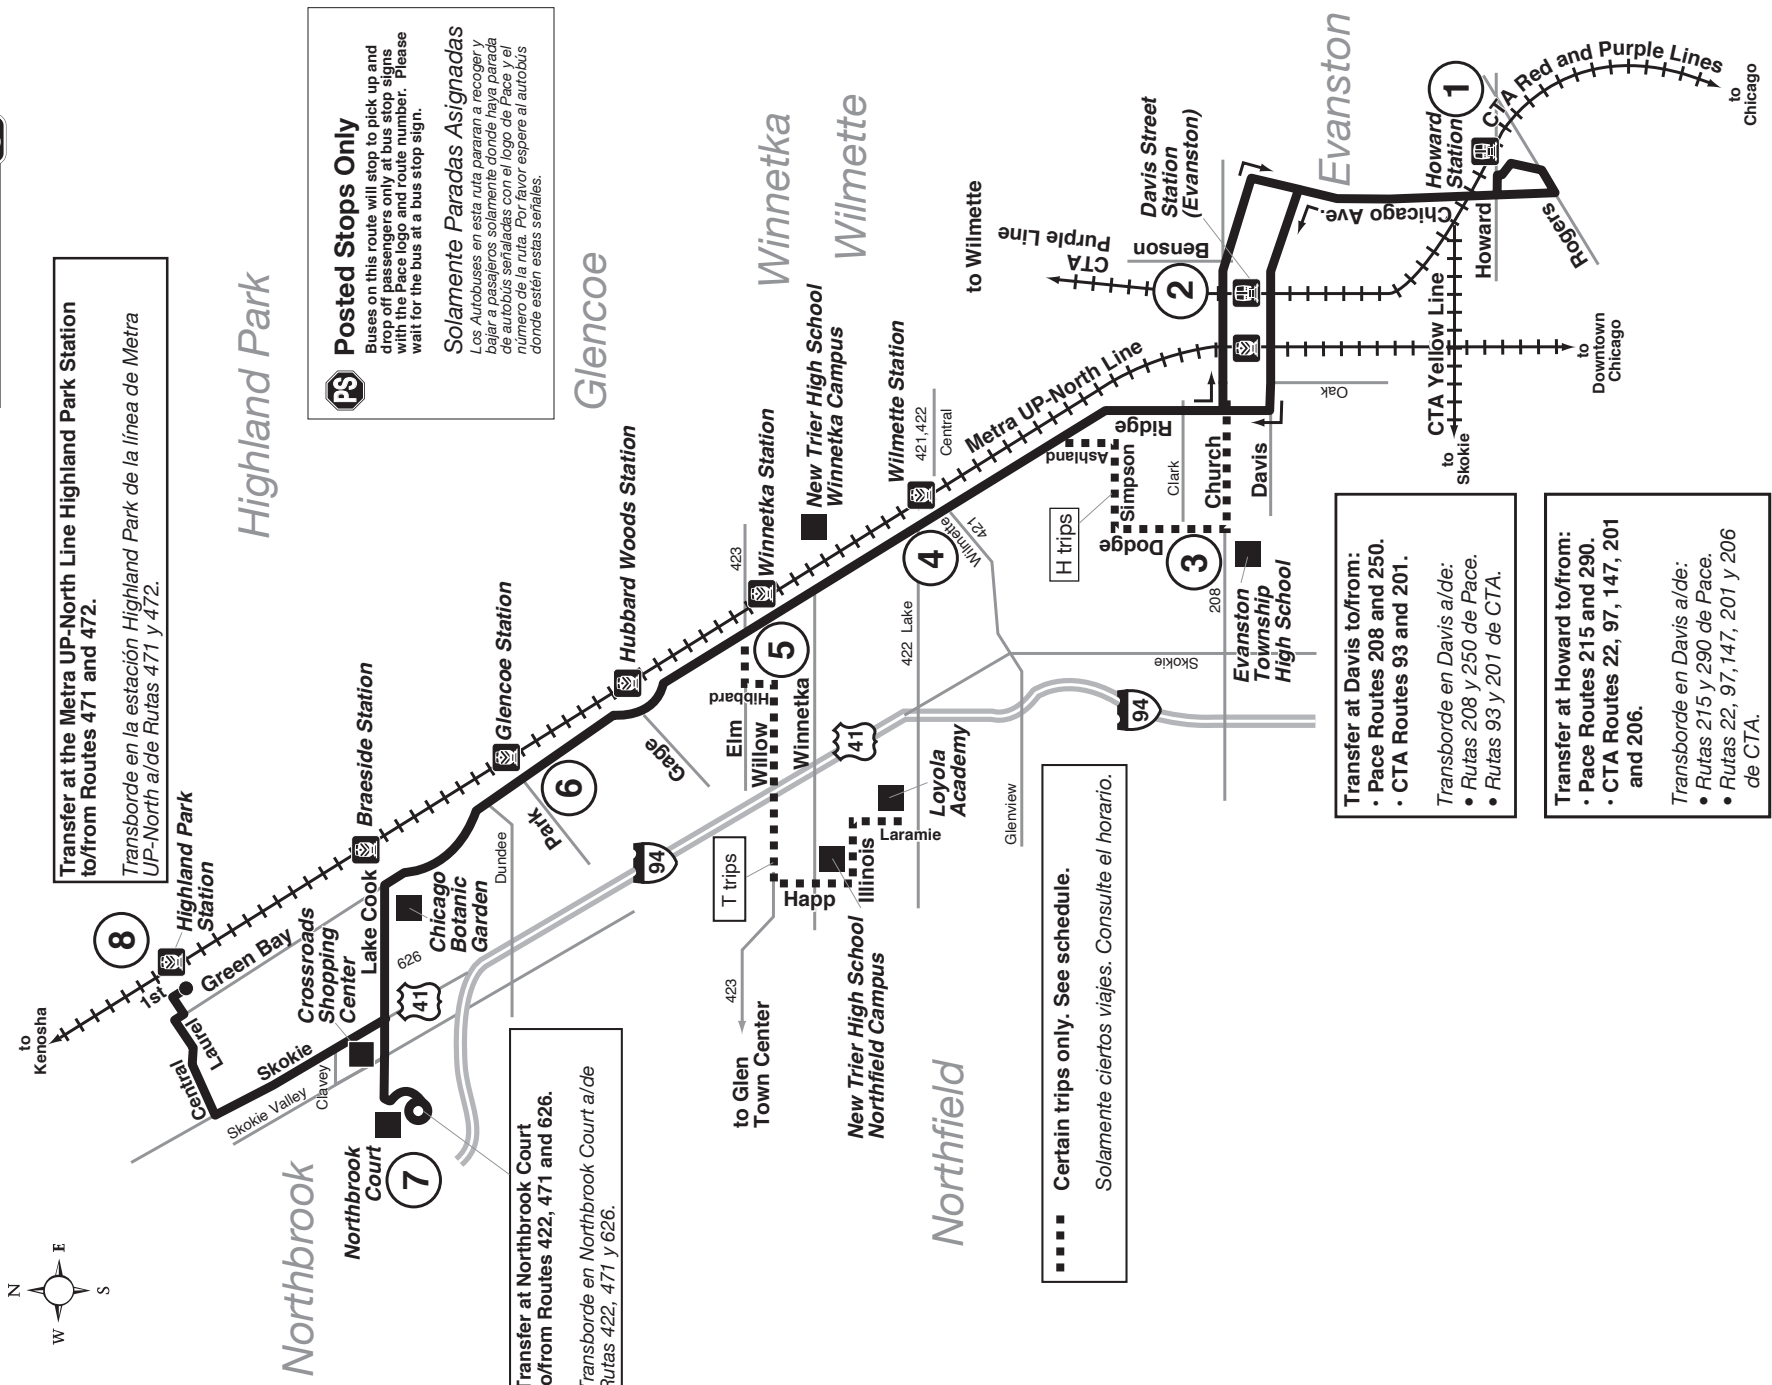 N
W
E
S
Transfer at the Metra UP-North Line Highland Park Station
to/from Routes 471 and 472.
Transborde en la estación Highland Park de la línea de Metra
UP-North a/de Rutas 471 y 472.
PS
Posted Stops Only
Buses on this route will stop to pick up and
drop off passengers only at bus stop signs
with the Pace logo and route number. Please
wait for the bus at a bus stop sign.
Solamente Paradas Asignadas
Los Autobuses en esta ruta pararan a recoger y
bajar a pasajeros solamente donde haya parada
de autobús señaladas con el logo de Pace y el
número de la ruta. Por favor espere al autobús
donde estén estas señales.
Highland Park
Glencoe
Winnetka
Wilmette
Evanston
Northbrook
Northfield
to
Kenosha
8
Highland Park
Station
1st
Green Bay
Laurel
Central
Skokie
Skokie Valley
Clavey
Crossroads
Shopping
Center
Lake Cook
Braeside Station
Chicago
Botanic
Garden
626
41
Northbrook
Court
7
Transfer at Northbrook Court
to/from Routes 422, 471 and 626.
Transborde en Northbrook Court a/de
Rutas 422, 471 y 626.
Dundee
Park
6
Glencoe Station
94
Gage
Hubbard Woods Station
423
Winnetka Station
5
Hibbard
Elm
Willow
Winnetka
New Trier High School
Winnetka Campus
T trips
Happ
Illinois
Laramie
423
to Glen
Town Center
New Trier High School
Northfield Campus
Loyola
Academy
41
422 Lake
Glenview
Skokie
94
Wilmette Station
421,422
Central
4
Wilmette
421
Metra UP-North Line
H trips
Ashland
Simpson
Dodge
3
Ridge
Clark
Church
Davis
208
Evanston
Township
High School
Oak
to Wilmette
CTA
Purple Line
Benson
2
Davis Street
Station
(Evanston)
Chicago Ave.
Howard
Station
1
CTA Red and Purple Lines
to
Chicago
Howard
Rogers
CTA Yellow Line
to
Skokie
to
Downtown
Chicago
Certain trips only. See schedule.
Solamente ciertos viajes. Consulte el horario.
Transfer at Davis to/from:
· Pace Routes 208 and 250.
· CTA Routes 93 and 201.
Transborde en Davis a/de:
• Rutas 208 y 250 de Pace.
• Rutas 93 y 201 de CTA.
Transfer at Howard to/from:
· Pace Routes 215 and 290.
· CTA Routes 22, 97, 147, 201
and 206.
Transborde en Davis a/de:
• Rutas 215 y 290 de Pace.
• Rutas 22, 97,147, 201 y 206
de CTA.